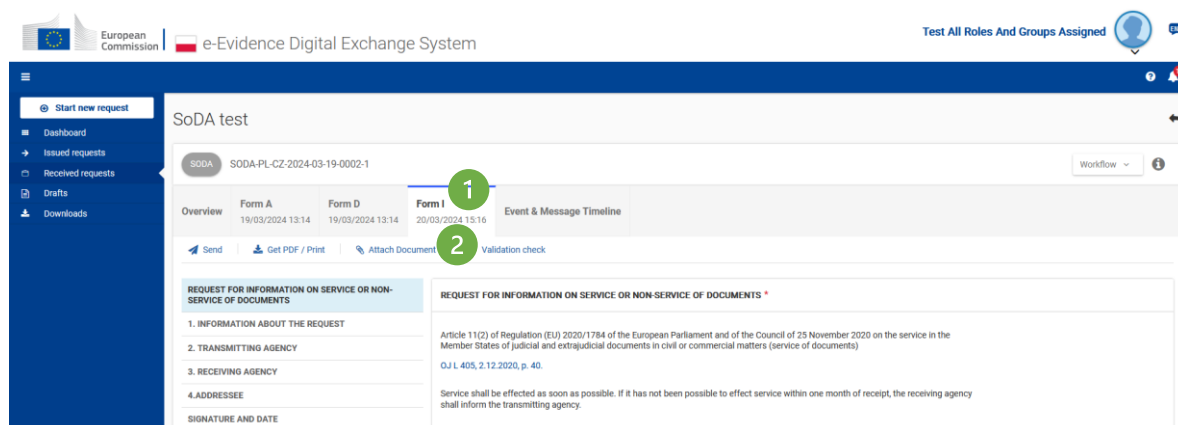 European
Commission
e-Evidence Digital Exchange System
Test All Roles And Groups Assigned
Start new request
Dashboard
Issued requests
Received requests
Drafts
Downloads
SoDA test
SODA
SODA-PL-CZ-2024-03-19-0002-1
Workflow
Overview
Form A
19/03/2024 13:14
Form D
19/03/2024 13:14
Form I
20/03/2024 15:16
Event & Message Timeline
1
Send
Get PDF / Print
Attach Document
2
Validation check
REQUEST FOR INFORMATION ON SERVICE OR NON-
SERVICE OF DOCUMENTS
1. INFORMATION ABOUT THE REQUEST
2. TRANSMITTING AGENCY
3. RECEIVING AGENCY
4.ADDRESSEE
SIGNATURE AND DATE
REQUEST FOR INFORMATION ON SERVICE OR NON-SERVICE OF DOCUMENTS *
Article 11(2) of Regulation (EU) 2020/1784 of the European Parliament and of the Council of 25 November 2020 on the service in the
Member States of judicial and extrajudicial documents in civil or commercial matters (service of documents)
OJ L 405, 2.12.2020, p. 40.
Service shall be effected as soon as possible. If it has not been possible to effect service within one month of receipt, the receiving agency
shall inform the transmitting agency.